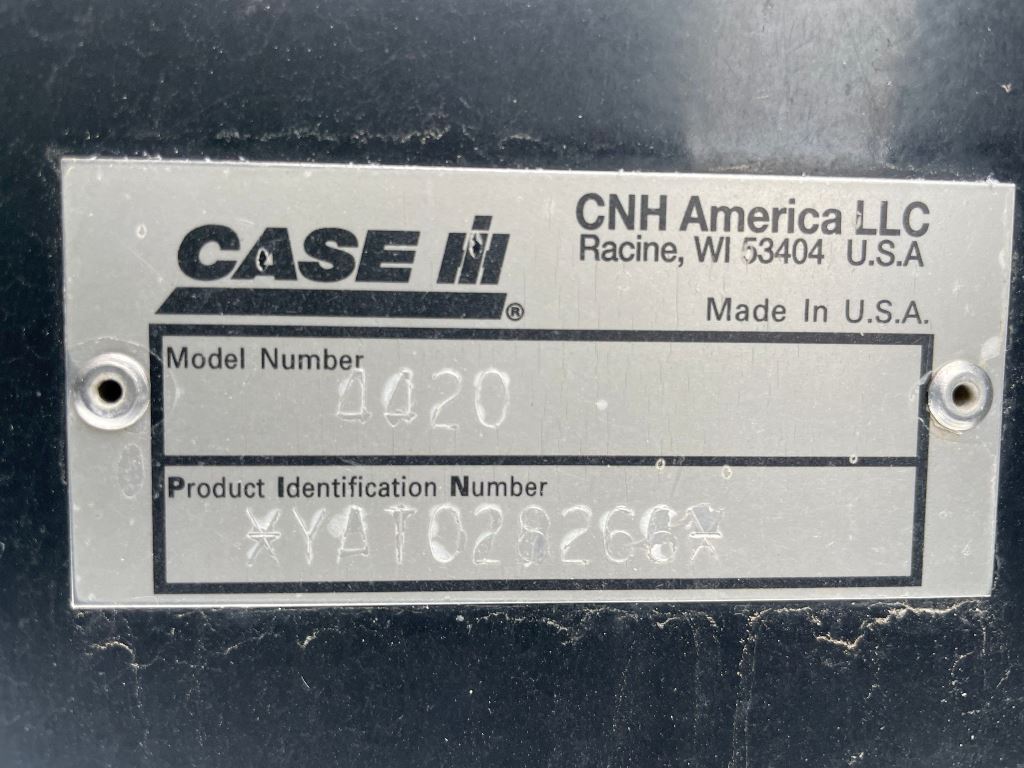 CASE IH®
CNH America LLC
Racine, WI 53404 U.S.A
Made In U.S.A.
Model Number
4420
Product Identification Number
*YAT028266*